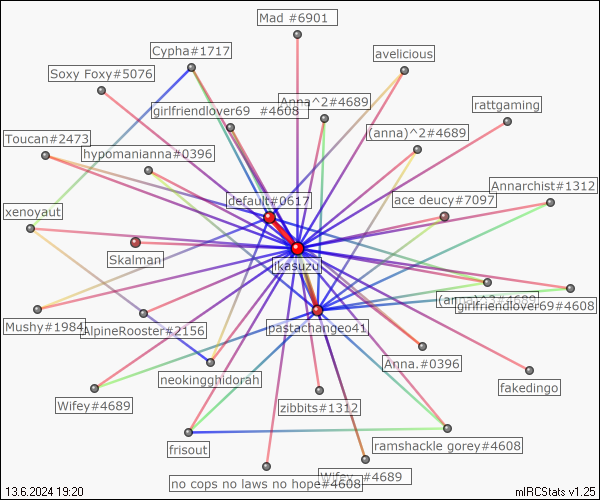 Mad #6901
Cypha#1717
avelicious
Soxy Foxy#5076
girlfriendlover69 #4608
Anna^2#4689
rattgaming
Toucan#2473
(anna)^2#4689
hypomanianna#0396
default#0617
ace deucy#7097
Annarchist#1312
xenoyaut
Skalman
ikasuzu
(anna)^3#4689
girlfriendlover69#4608
Mushy#1984
AlpineRooster#2156
pastachangeo41
Anna.#0396
neokingghidorah
fakedingo
Wifey#4689
zibbits#1312
frisout
ramshackle gorey#4608
no cops no laws no hope#4608
Wifey #4689
13.6.2024 19:20
mIRCStats v1.25